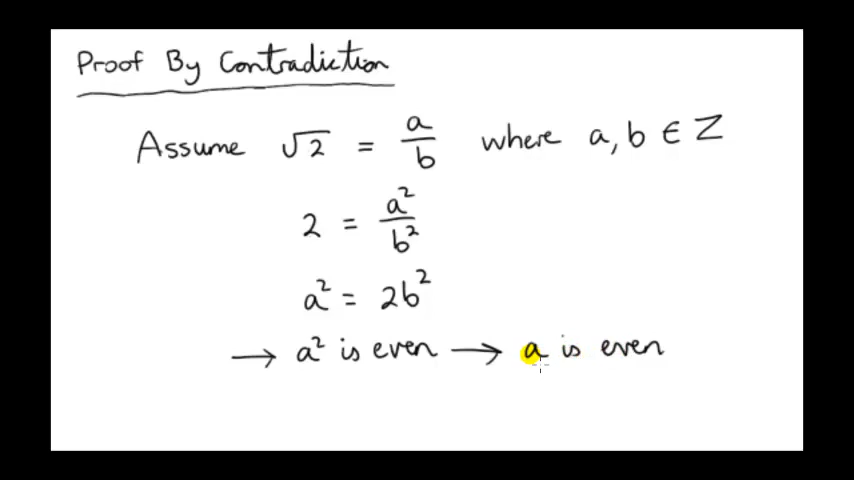 Proof By Contradiction
Assume √2 = a/b where a, b ∈ Z
2 = a²/b²
a² = 2b²
→ a² is even → a is even